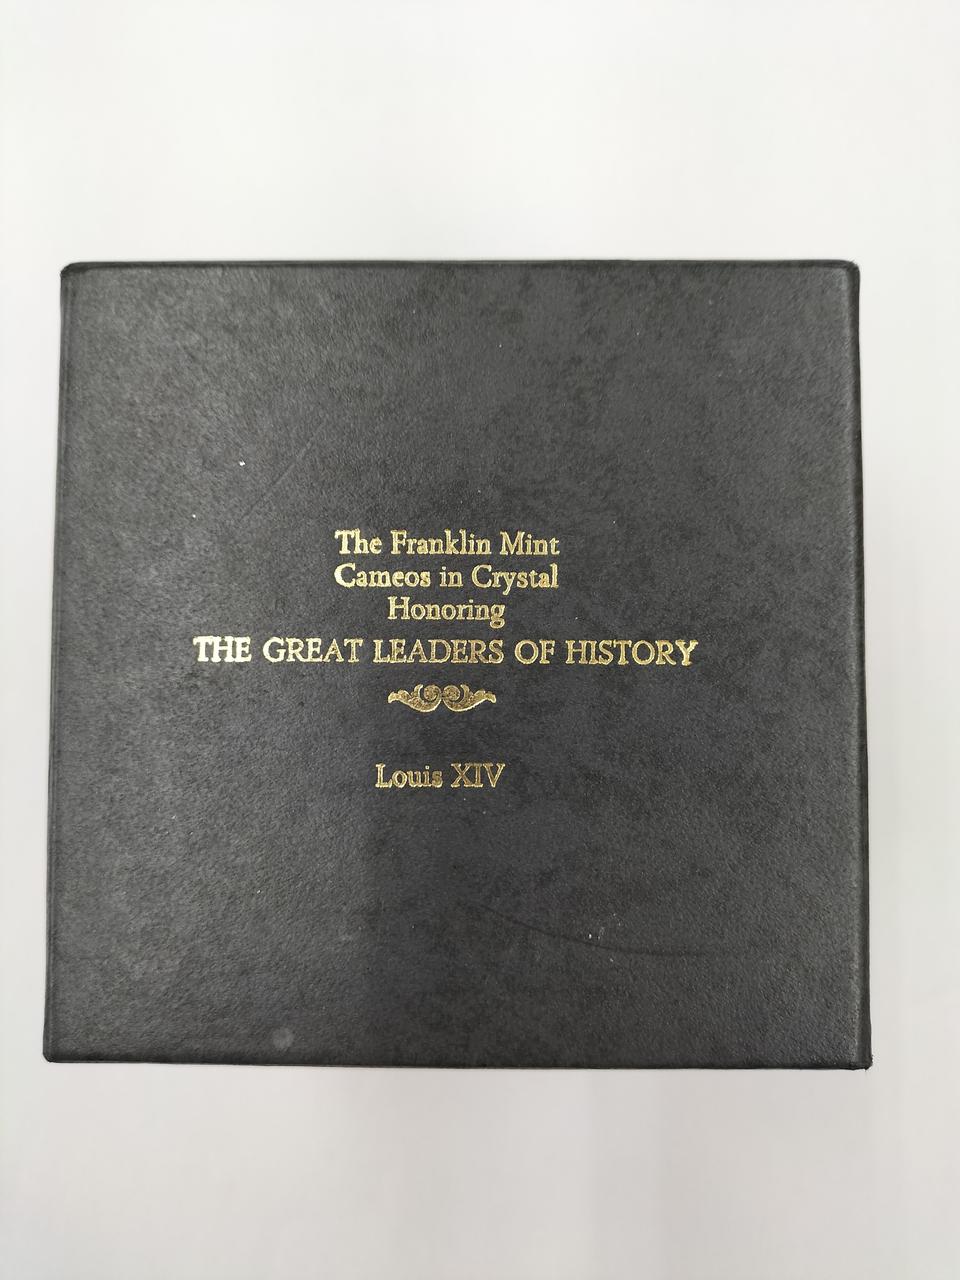 The Franklin Mint
Cameos in Crystal
Honoring
THE GREAT LEADERS OF HISTORY
Louis XIV